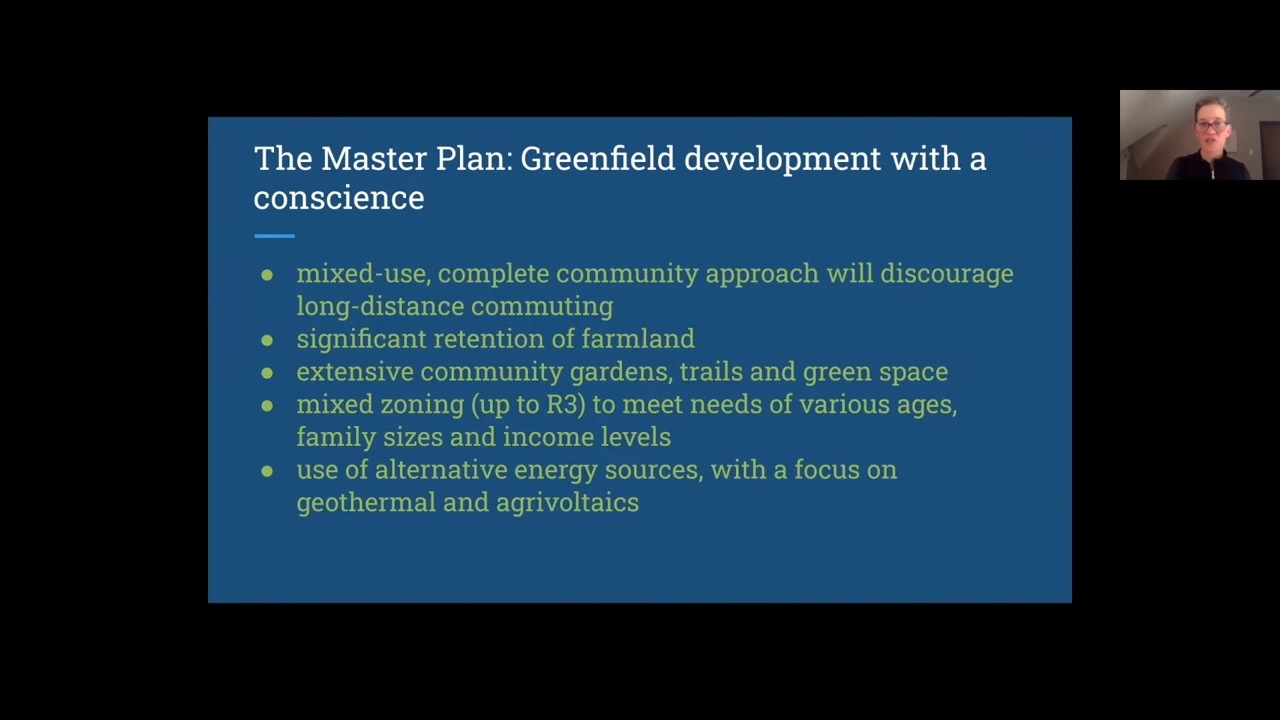 The Master Plan: Greenfield development with a
conscience
● mixed-use, complete community approach will discourage
long-distance commuting
● significant retention of farmland
● extensive community gardens, trails and green space
● mixed zoning (up to R3) to meet needs of various ages,
family sizes and income levels
● use of alternative energy sources, with a focus on
geothermal and agrivoltaics